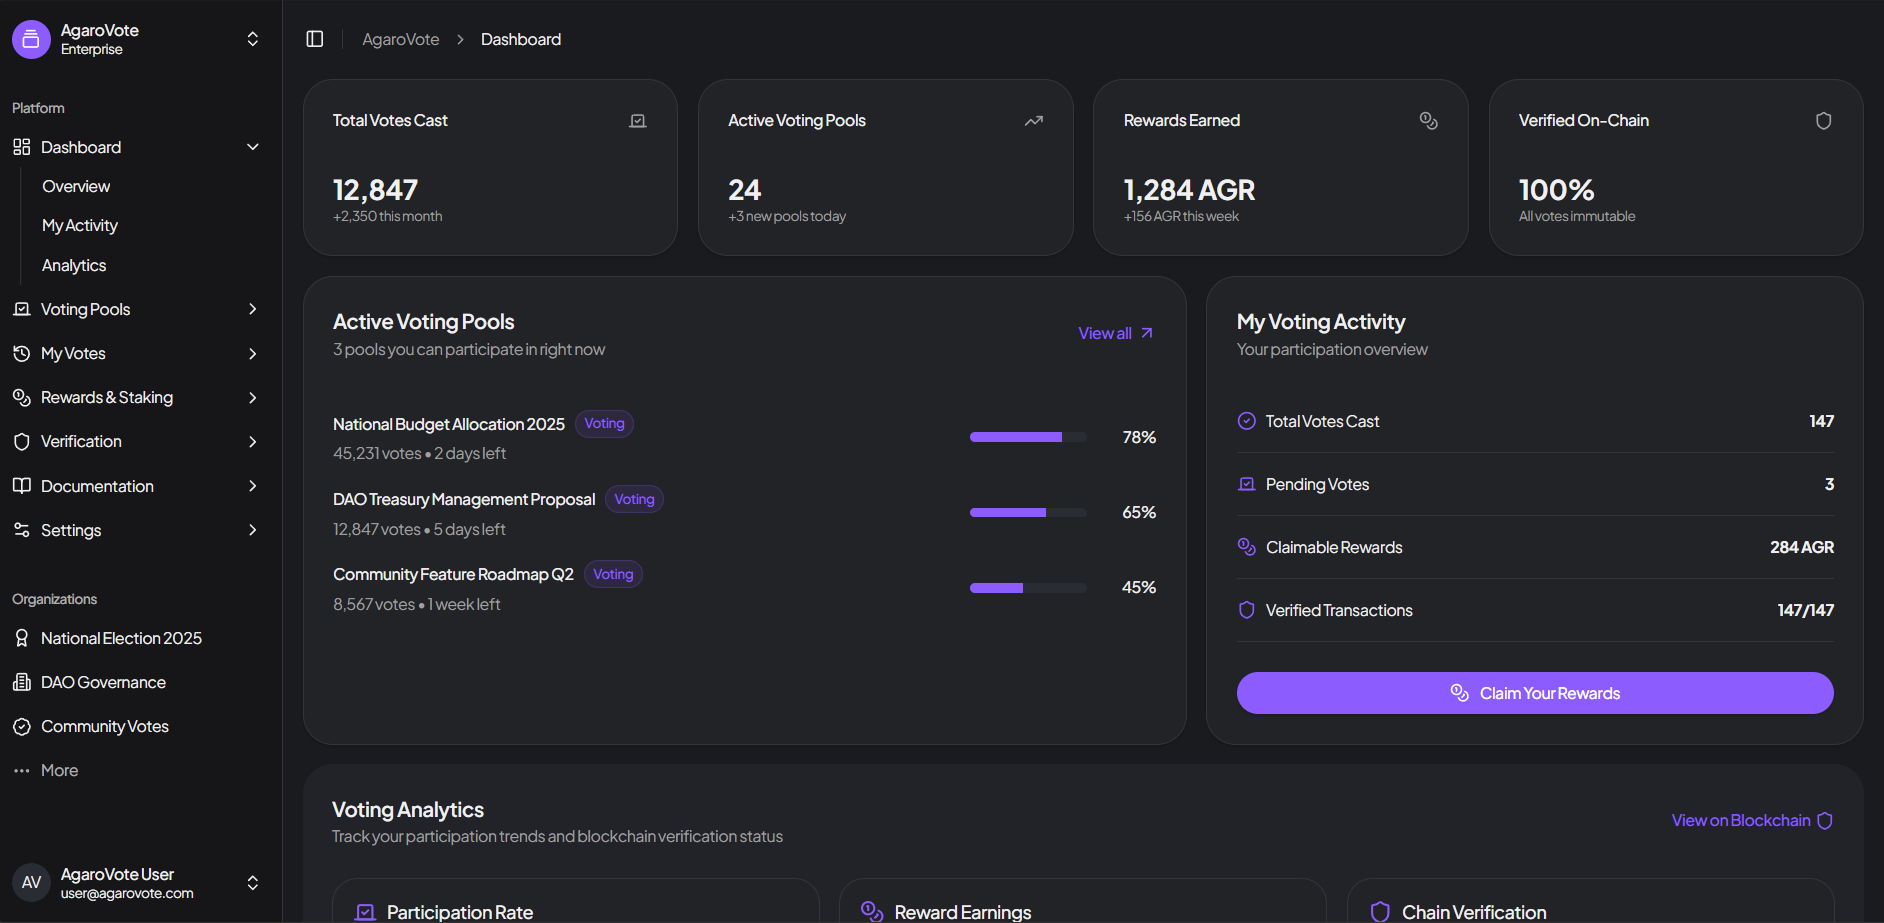 AgaroVote
Enterprise
Platform
Dashboard
Overview
My Activity
Analytics
Voting Pools
My Votes
Rewards & Staking
Verification
Documentation
Settings
Organizations
National Election 2025
DAO Governance
Community Votes
More
AV
AgaroVote User
user@agarovote.com
AgaroVote > Dashboard
Total Votes Cast
12,847
+2,350 this month
Active Voting Pools
24
+3 new pools today
Rewards Earned
1,284 AGR
+156 AGR this week
Verified On-Chain
100%
All votes immutable
Active Voting Pools
3 pools you can participate in right now
View all
National Budget Allocation 2025 Voting
45,231 votes • 2 days left
78%
DAO Treasury Management Proposal Voting
12,847 votes • 5 days left
65%
Community Feature Roadmap Q2 Voting
8,567 votes • 1 week left
45%
My Voting Activity
Your participation overview
Total Votes Cast 147
Pending Votes 3
Claimable Rewards 284 AGR
Verified Transactions 147/147
Claim Your Rewards
Voting Analytics
Track your participation trends and blockchain verification status
View on Blockchain
Participation Rate
Reward Earnings
Chain Verification